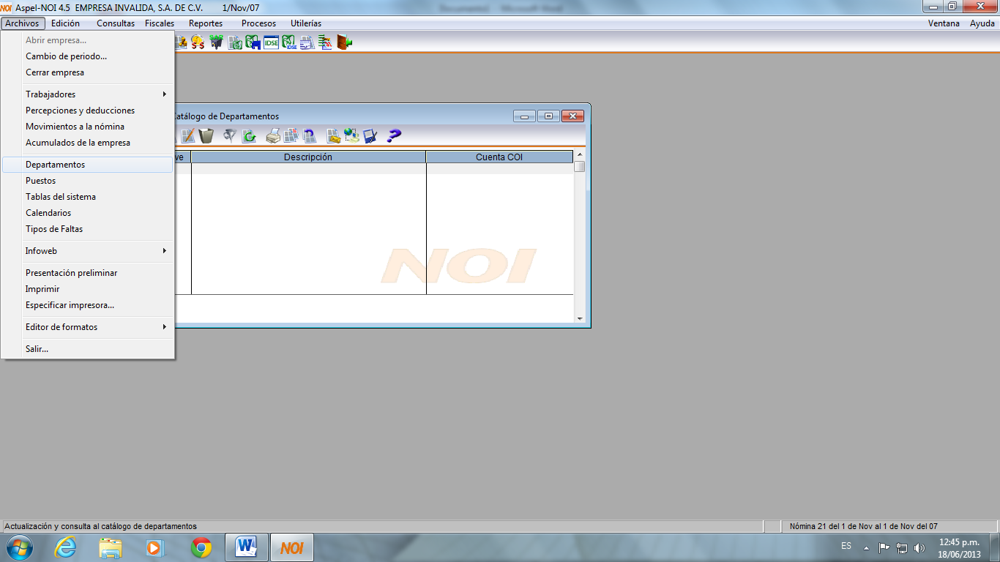 NOI Aspel-NOI 4.5 EMPRESA INVALIDA, S.A. DE C.V. 1/Nov/07
Archivos Edición Consultas Fiscales Reportes Procesos Utilerías Ventana Ayuda
IDSE IDSE
Abrir empresa...
Cambio de periodo...
Cerrar empresa
Trabajadores
Percepciones y deducciones
Movimientos a la nómina
Acumulados de la empresa
Departamentos
Puestos
Tablas del sistema
Calendarios
Tipos de Faltas
Infoweb
Presentación preliminar
Imprimir
Especificar impresora...
Editor de formatos
Salir...
Catálogo de Departamentos
ve Descripción Cuenta COI
NOI
Actualización y consulta al catálogo de departamentos
Nómina 21 del 1 de Nov al 1 de Nov del 07
NOI
ES
12:45 p.m.
18/06/2013